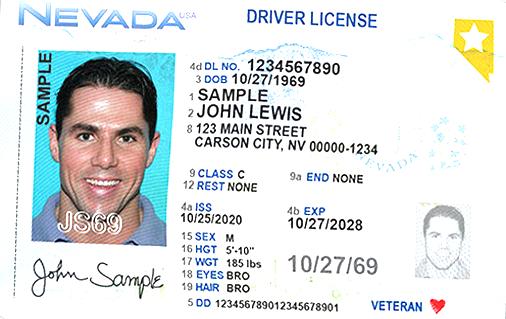 NEVADA USA
DRIVER LICENSE
SAMPLE
4d DL NO. 1234567890
3 DOB 10/27/1969
1 SAMPLE
2 JOHN LEWIS
8 123 MAIN STREET
CARSON CITY, NV 00000-1234
NEVADA
9 CLASS C 9a END NONE
12 REST NONE
4a ISS 4b EXP
10/25/2020 10/27/2028
JS69
15 SEX M
16 HGT 5'-10"
17 WGT 185 lbs
10/27/69
18 EYES BRO
19 HAIR BRO
John Sample
5 DD 12345678901234567890​1
VETERAN